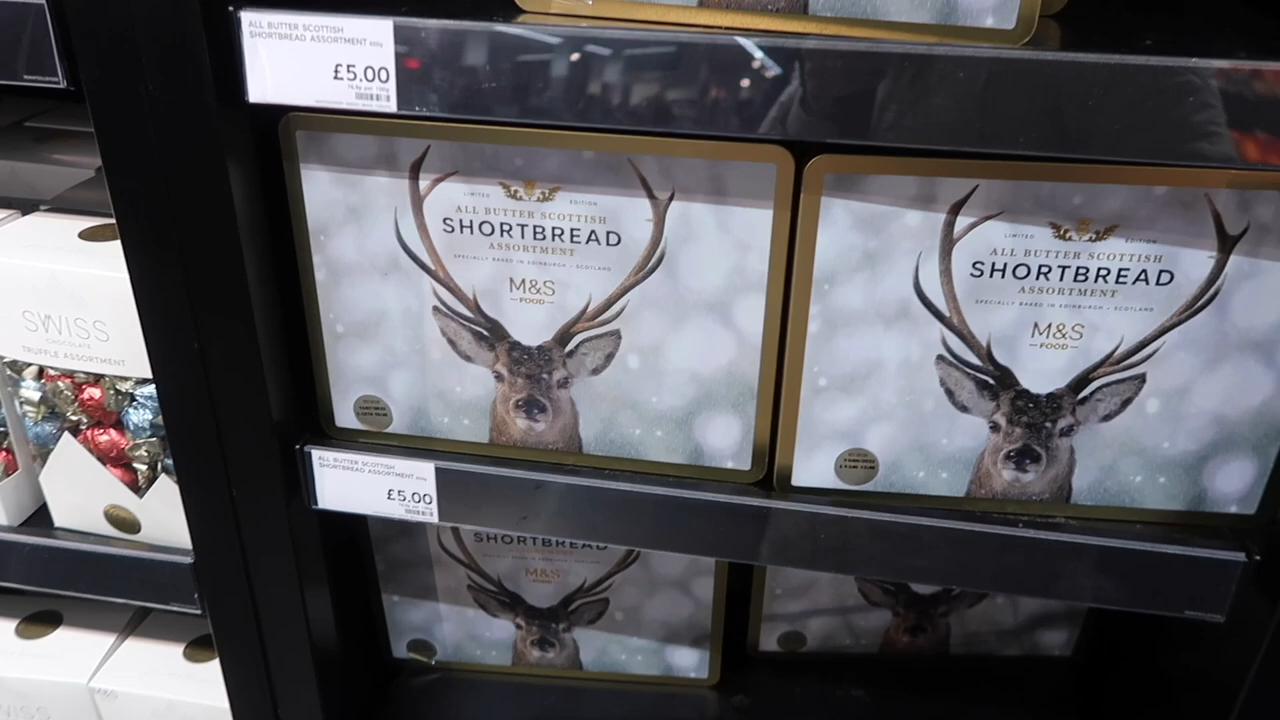 ALL BUTTER SCOTTISH
SHORTBREAD ASSORTMENT
£5.00
LIMITED EDITION
ALL BUTTER SCOTTISH
SHORTBREAD
ASSORTMENT
SPECIALLY BAKED IN EDINBURGH - SCOTLAND
M&S
FOOD
LIMITED EDITION
ALL BUTTER SCOTTISH
SHORTBREAD
ASSORTMENT
SPECIALLY BAKED IN EDINBURGH - SCOTLAND
M&S
FOOD
SWISS
CHOCOLATE
TRUFFLE ASSORTMENT
ALL BUTTER SCOTTISH
SHORTBREAD ASSORTMENT
£5.00
SHORTBREAD
M&S
SWISS